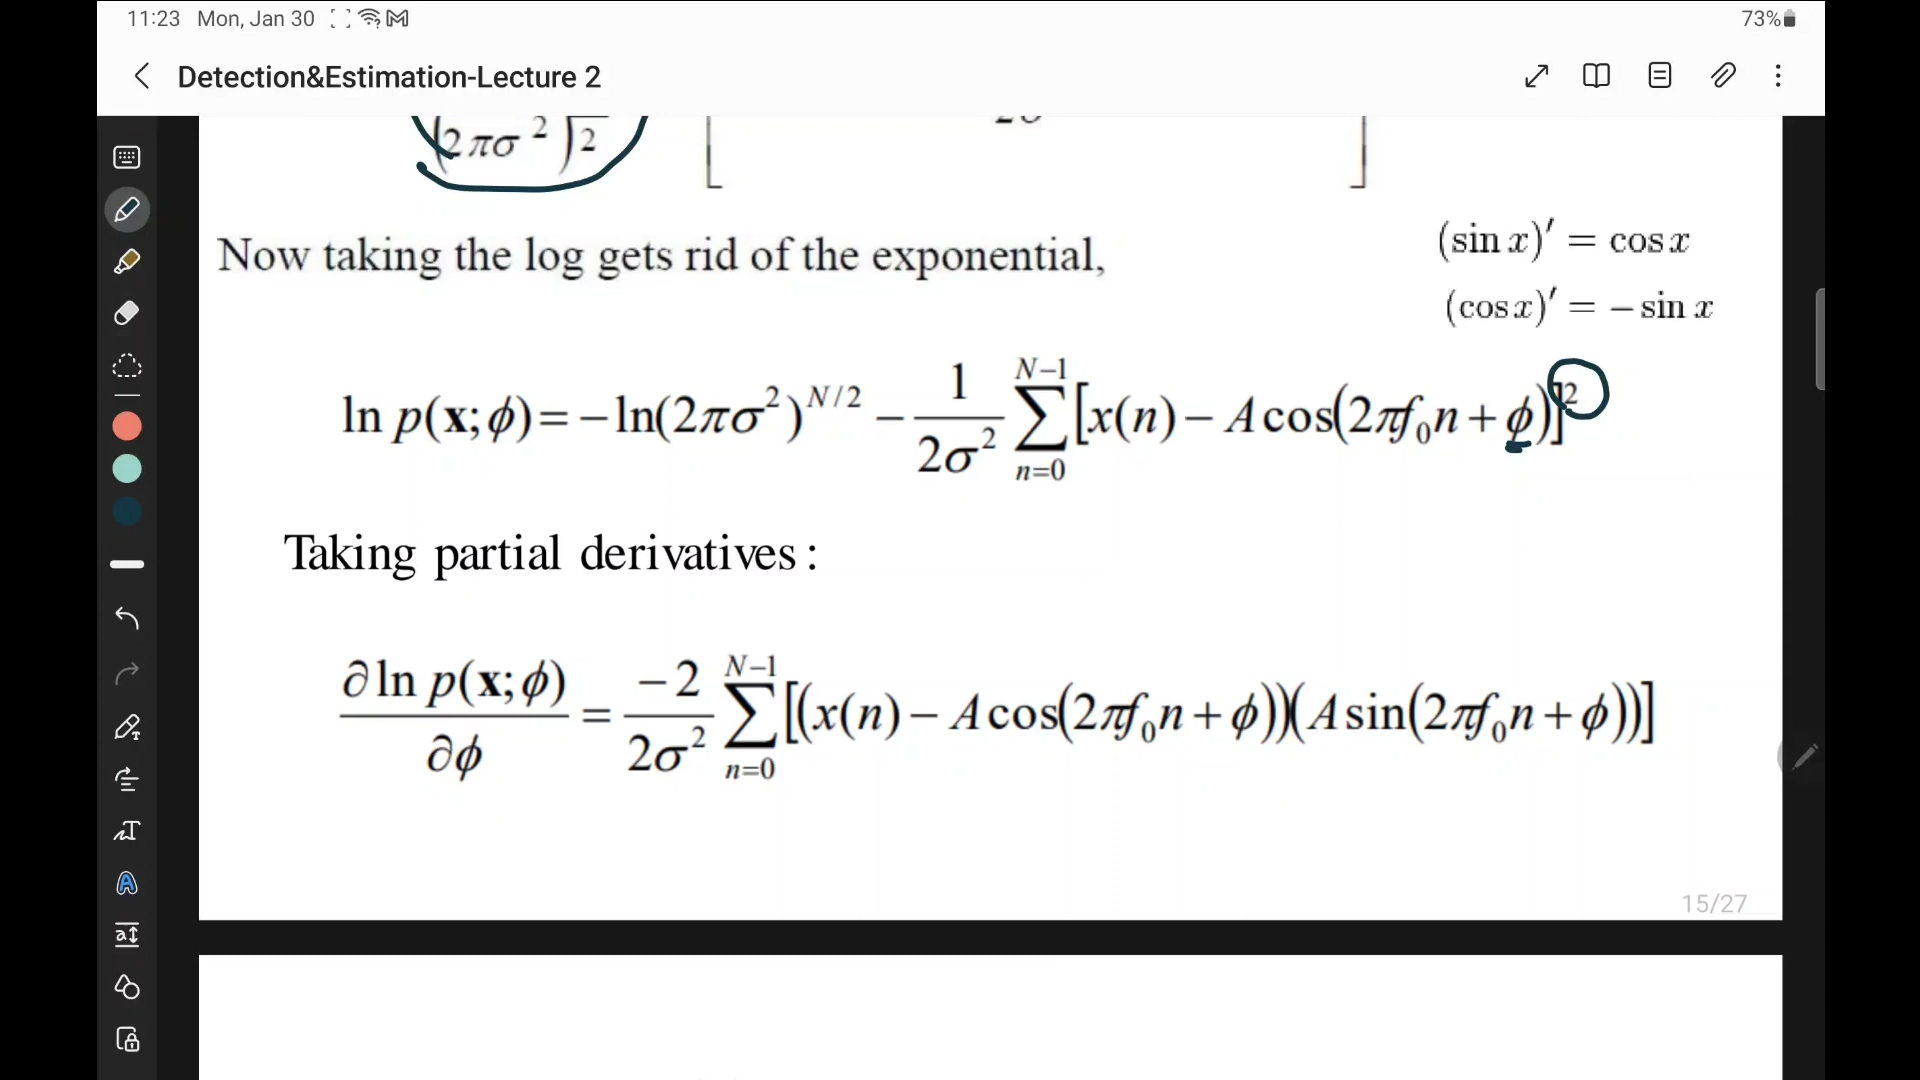 11:23 Mon, Jan 30
73%
Detection&Estimation-Lecture 2
(2πσ²)2
Now taking the log gets rid of the exponential,
(sin x)′ = cos x
(cos x)′ = − sin x
ln p(x;ϕ) = −ln(2πσ²)^{N/2} − 1/(2σ²) ∑_{n=0}^{N−1} [x(n) − A cos(2πf₀n + ϕ)]²
Taking partial derivatives :
∂ ln p(x;ϕ)/∂ϕ = −2/(2σ²) ∑_{n=0}^{N−1} [(x(n) − A cos(2πf₀n + ϕ))(A sin(2πf₀n + ϕ))]
15/27